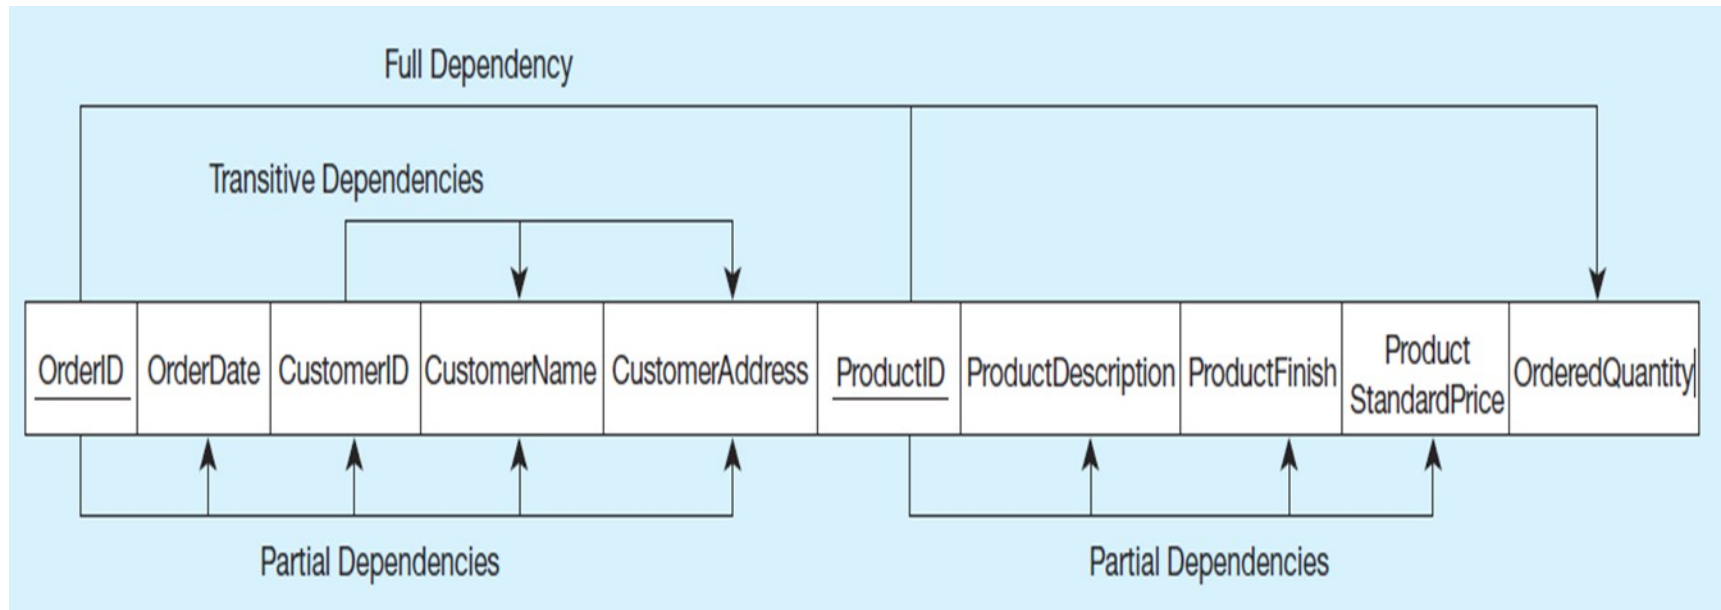 Full Dependency
Transitive Dependencies
OrderID
OrderDate
CustomerID
CustomerName
CustomerAddress
ProductID
ProductDescription
ProductFinish
Product
StandardPrice
OrderedQuantity
Partial Dependencies
Partial Dependencies